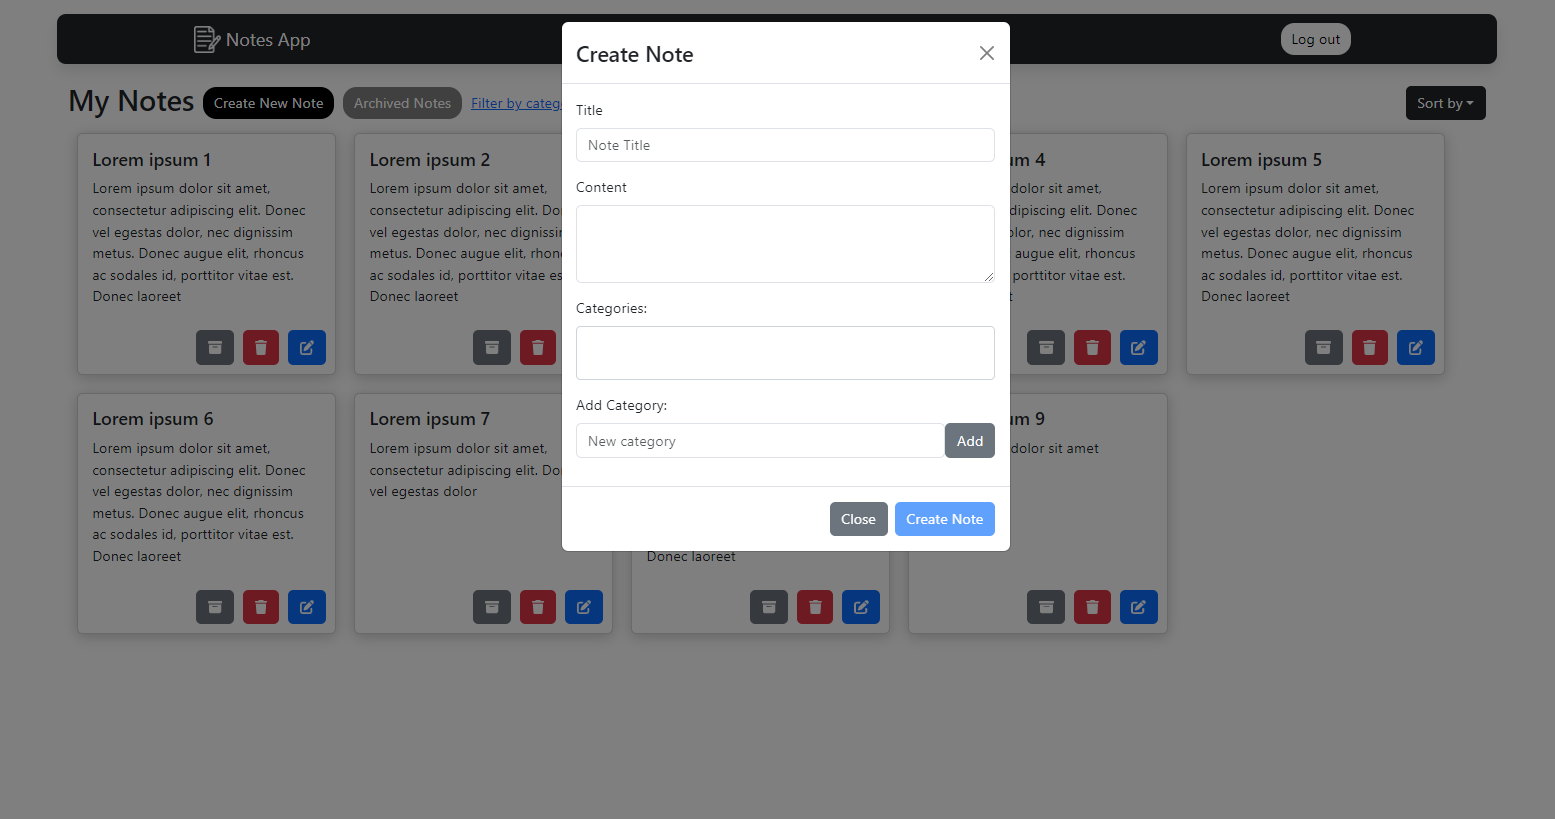 Notes App
Log out
My Notes
Create New Note
Archived Notes
Filter by categ
Sort by
Create Note
Title
Note Title
Content
Categories:
Add Category:
New category
Add
Close
Create Note
Lorem ipsum 1
Lorem ipsum dolor sit amet,
consectetur adipiscing elit. Donec
vel egestas dolor, nec dignissim
metus. Donec augue elit, rhoncus
ac sodales id, porttitor vitae est.
Donec laoreet
Lorem ipsum 2
Lorem ipsum dolor sit amet,
consectetur adipiscing elit. Do
vel egestas dolor, nec dignissim
metus. Donec augue elit, rhon
ac sodales id, porttitor vitae es
Donec laoreet
4
dolor sit amet,
dipiscing elit. Donec
dolor, nec dignissim
augue elit, rhoncus
porttitor vitae est.
Lorem ipsum 5
Lorem ipsum dolor sit amet,
consectetur adipiscing elit. Donec
vel egestas dolor, nec dignissim
metus. Donec augue elit, rhoncus
ac sodales id, porttitor vitae est.
Donec laoreet
Lorem ipsum 6
Lorem ipsum dolor sit amet,
consectetur adipiscing elit. Donec
vel egestas dolor, nec dignissim
metus. Donec augue elit, rhoncus
ac sodales id, porttitor vitae est.
Donec laoreet
Lorem ipsum 7
Lorem ipsum dolor sit amet,
consectetur adipiscing elit. Do
vel egestas dolor
Donec laoreet
9
dolor sit amet